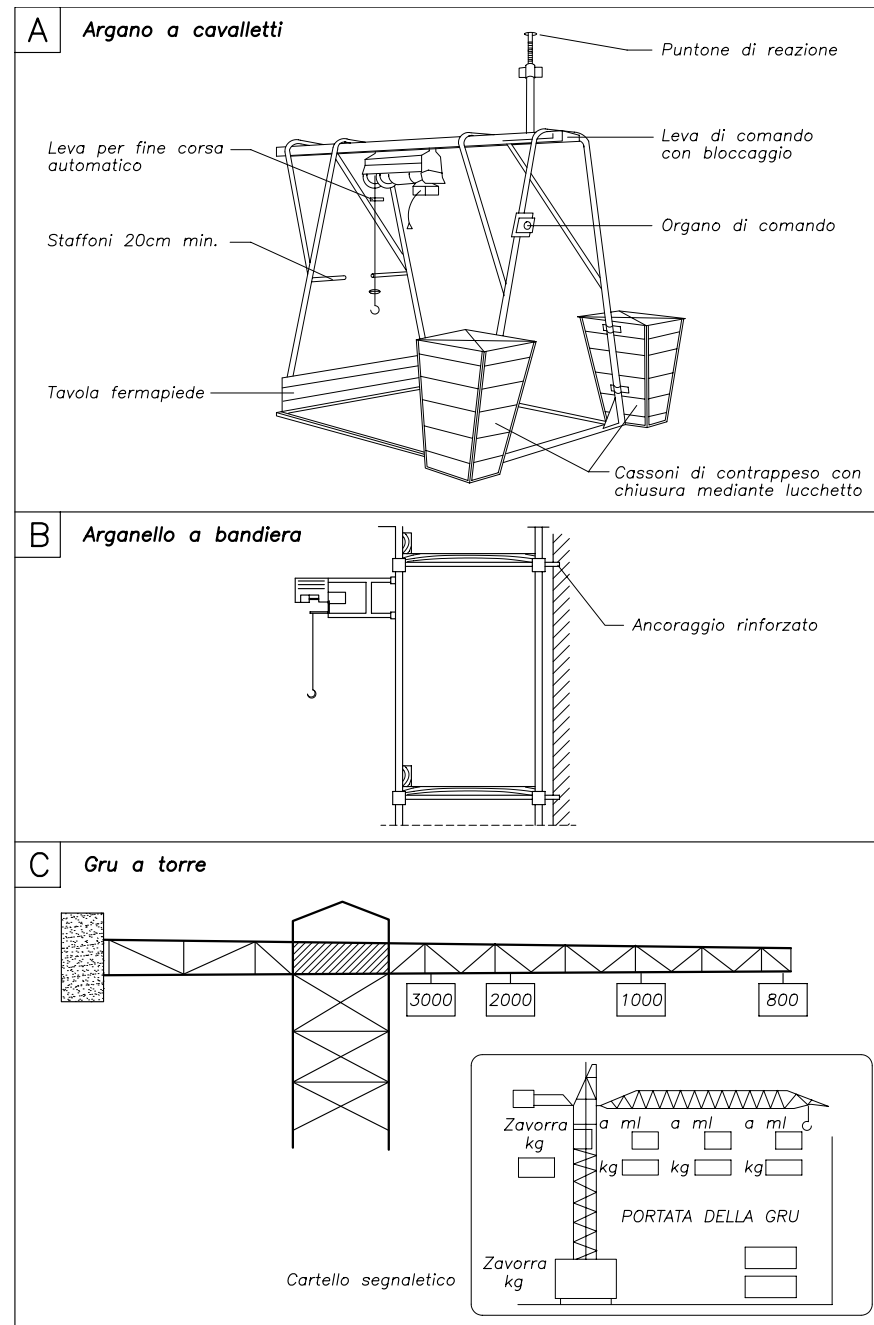 A
Argano a cavalletti
Puntone di reazione
Leva per fine corsa
automatico
Leva di comando
con bloccaggio
Staffoni 20cm min.
Organo di comando
Tavola fermapiede
Cassoni di contrappeso con
chiusura mediante lucchetto
B
Arganello a bandiera
Ancoraggio rinforzato
C
Gru a torre
3000
2000
1000
800
Zavorra
kg
a ml
a ml
a ml
kg
kg
kg
PORTATA DELLA GRU
Zavorra
kg
Cartello segnaletico